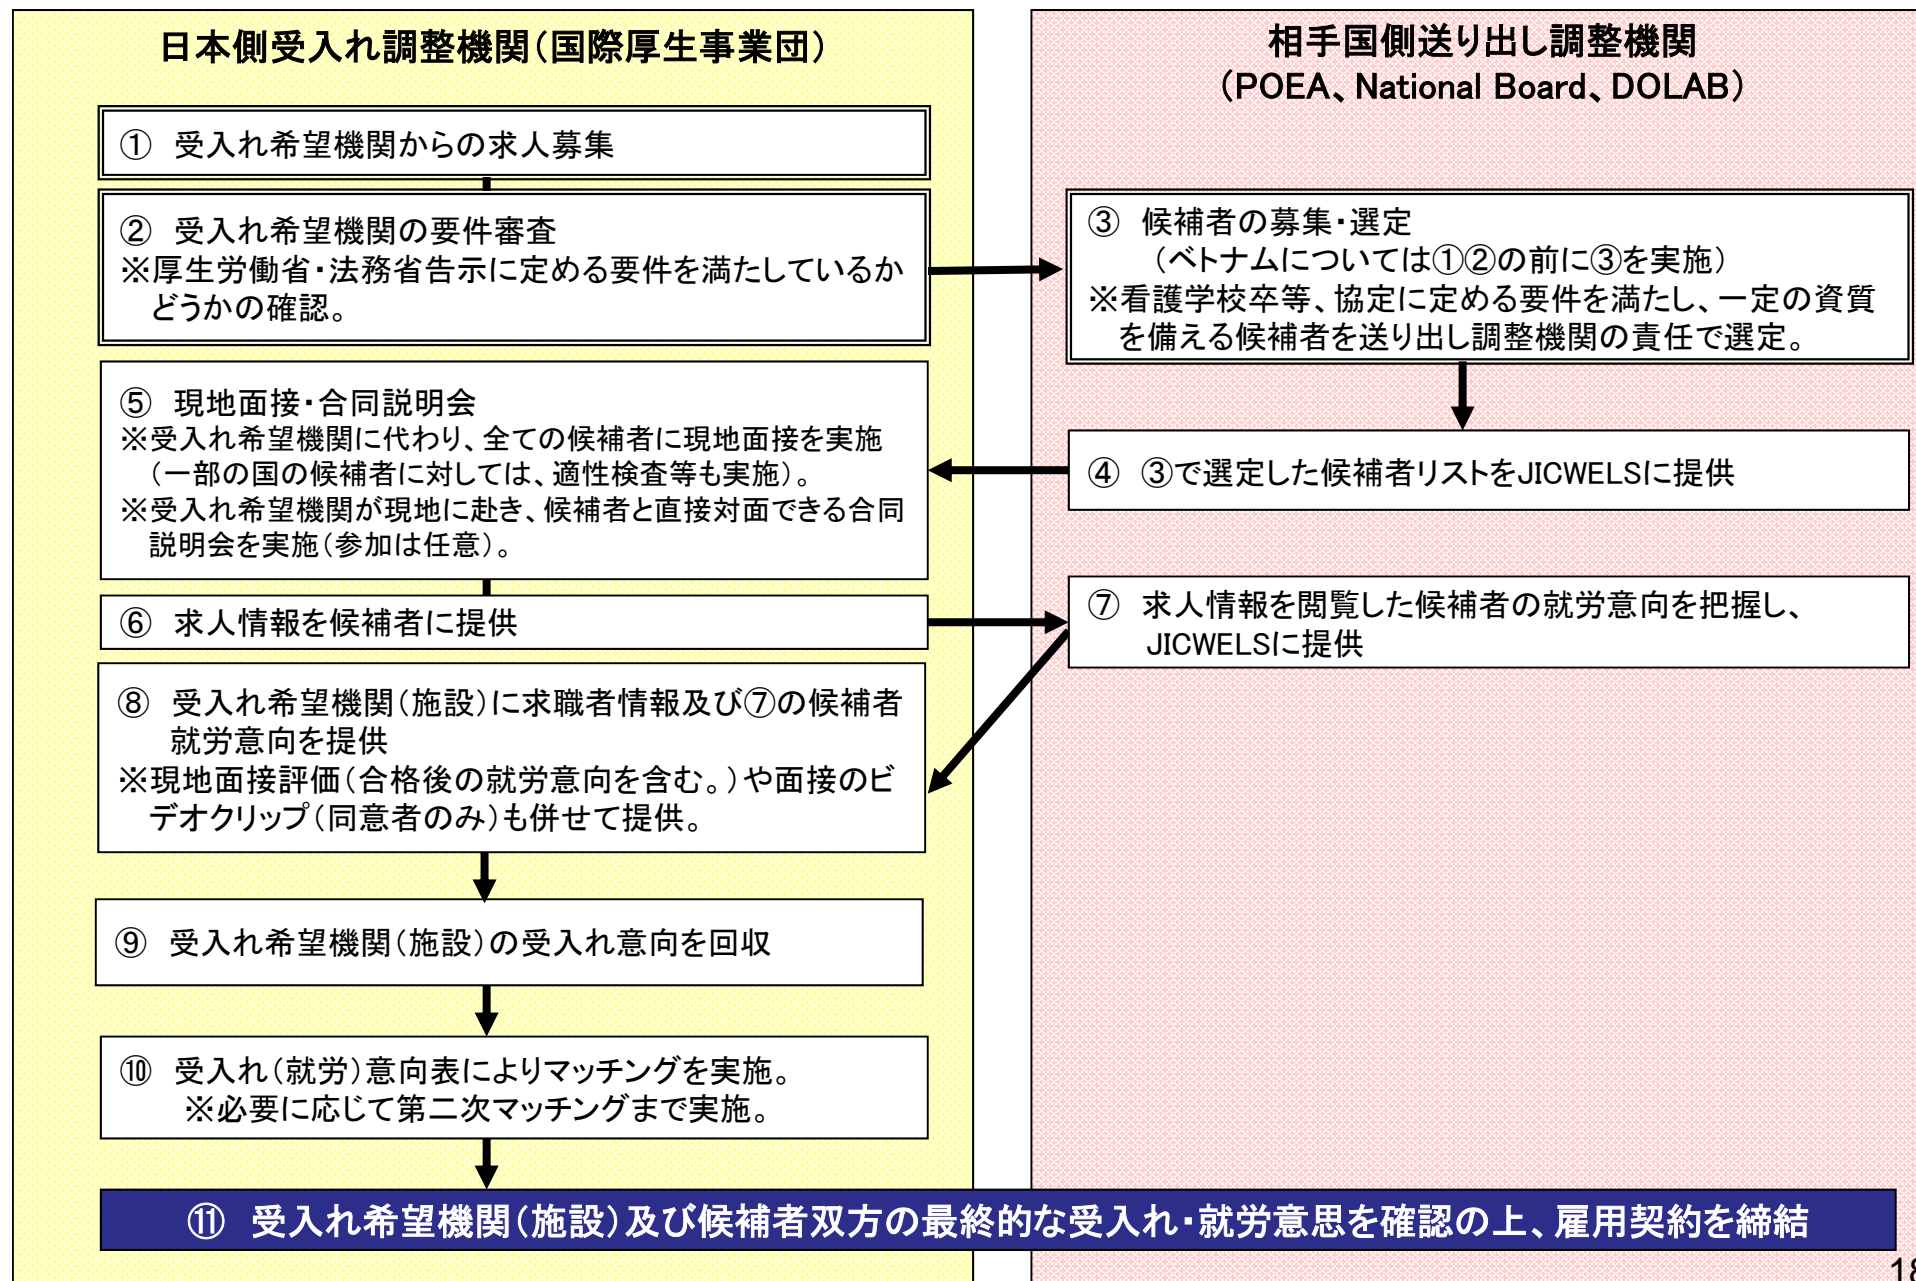 日本側受入れ調整機関(国際厚生事業団)
① 受入れ希望機関からの求人募集
② 受入れ希望機関の要件審査
※厚生労働省・法務省告示に定める要件を満たしているか
どうかの確認。
相手国側送り出し調整機関
(POEA、National Board、DOLAB)
③ 候補者の募集・選定
(ベトナムについては①②の前に③を実施)
※看護学校卒等、協定に定める要件を満たし、一定の資質
を備える候補者を送り出し調整機関の責任で選定。
④ ③で選定した候補者リストをJICWELSに提供
⑤ 現地面接・合同説明会
※受入れ希望機関に代わり、全ての候補者に現地面接を実施
(一部の国の候補者に対しては、適性検査等も実施)。
※受入れ希望機関が現地に赴き、候補者と直接対面できる合同
説明会を実施(参加は任意)。
⑥ 求人情報を候補者に提供
⑦ 求人情報を閲覧した候補者の就労意向を把握し、
JICWELSに提供
⑧ 受入れ希望機関(施設)に求職者情報及び⑦の候補者
就労意向を提供
※現地面接評価(合格後の就労意向を含む。)や面接のビ
デオクリップ(同意者のみ)も併せて提供。
⑨ 受入れ希望機関(施設)の受入れ意向を回収
⑩ 受入れ(就労)意向表によりマッチングを実施。
※必要に応じて第二次マッチングまで実施。
⑪ 受入れ希望機関(施設)及び候補者双方の最終的な受入れ・就労意思を確認の上、雇用契約を締結